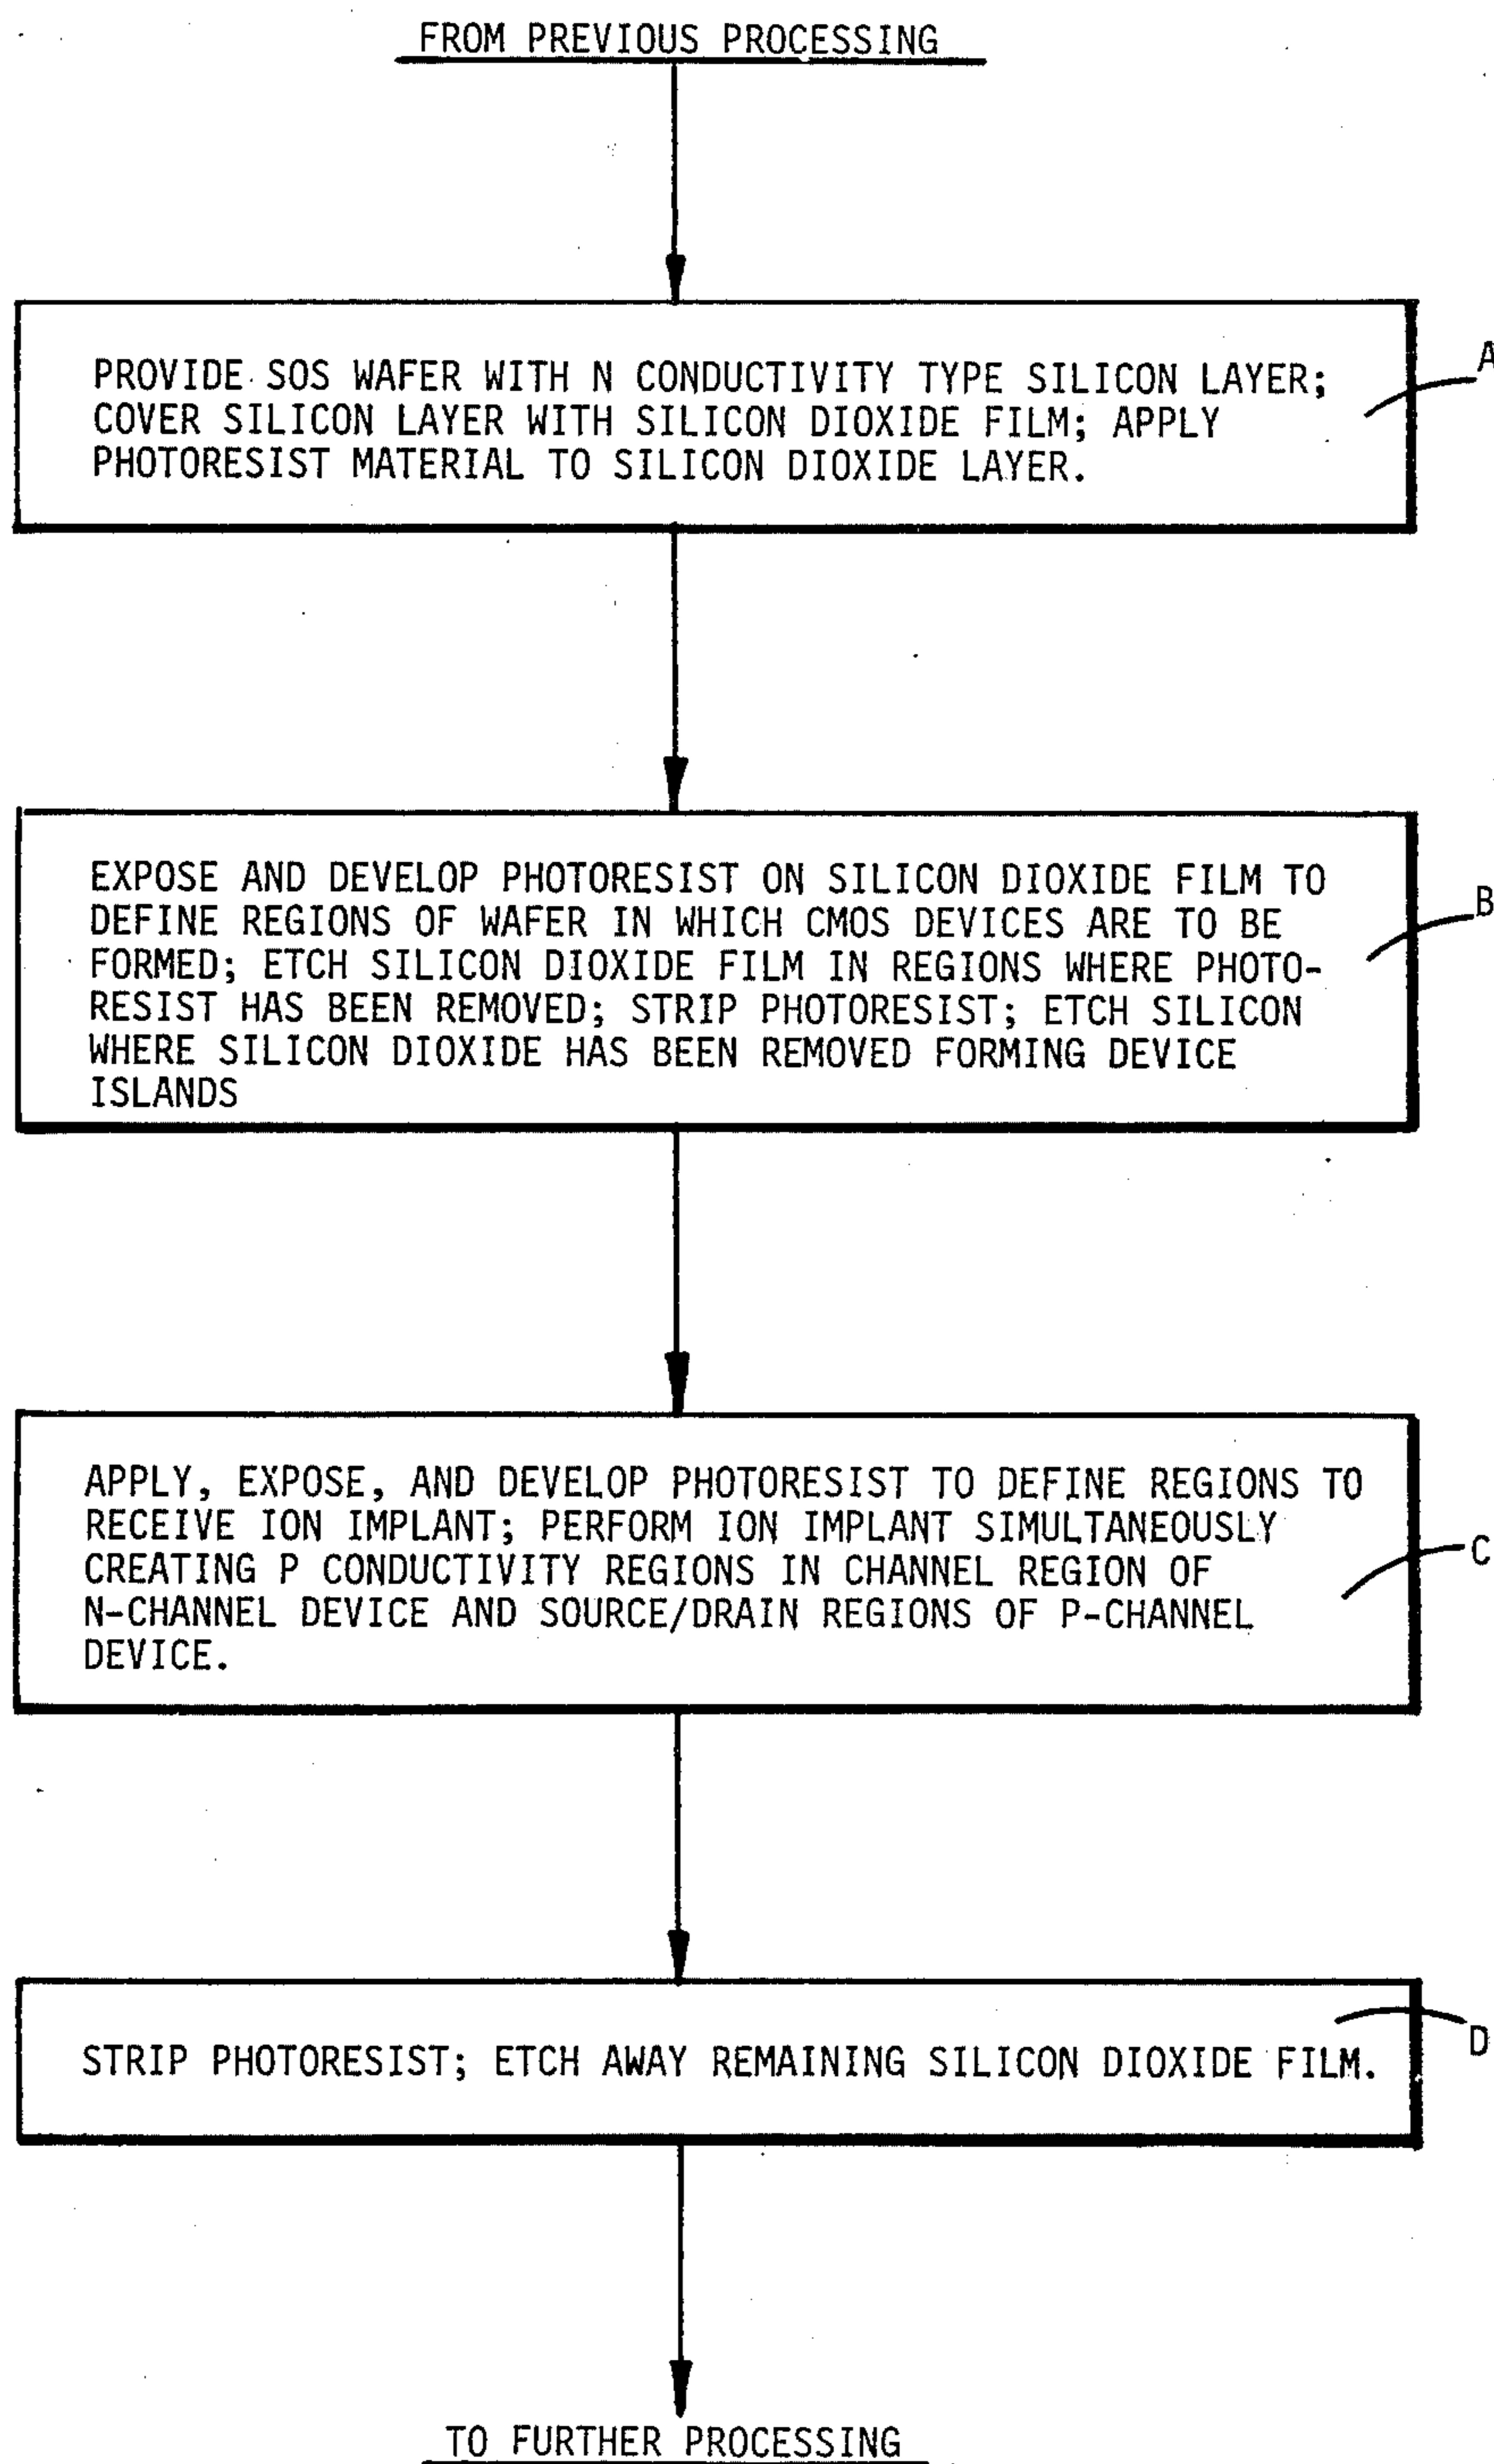 FROM PREVIOUS PROCESSING
PROVIDE SOS WAFER WITH N CONDUCTIVITY TYPE SILICON LAYER;
COVER SILICON LAYER WITH SILICON DIOXIDE FILM; APPLY
PHOTORESIST MATERIAL TO SILICON DIOXIDE LAYER.
A
EXPOSE AND DEVELOP PHOTORESIST ON SILICON DIOXIDE FILM TO
DEFINE REGIONS OF WAFER IN WHICH CMOS DEVICES ARE TO BE
FORMED; ETCH SILICON DIOXIDE FILM IN REGIONS WHERE PHOTO-
RESIST HAS BEEN REMOVED; STRIP PHOTORESIST; ETCH SILICON
WHERE SILICON DIOXIDE HAS BEEN REMOVED FORMING DEVICE
ISLANDS
B
APPLY, EXPOSE, AND DEVELOP PHOTORESIST TO DEFINE REGIONS TO
RECEIVE ION IMPLANT; PERFORM ION IMPLANT SIMULTANEOUSLY
CREATING P CONDUCTIVITY REGIONS IN CHANNEL REGION OF
N-CHANNEL DEVICE AND SOURCE/DRAIN REGIONS OF P-CHANNEL
DEVICE.
C
STRIP PHOTORESIST; ETCH AWAY REMAINING SILICON DIOXIDE FILM.
D
TO FURTHER PROCESSING